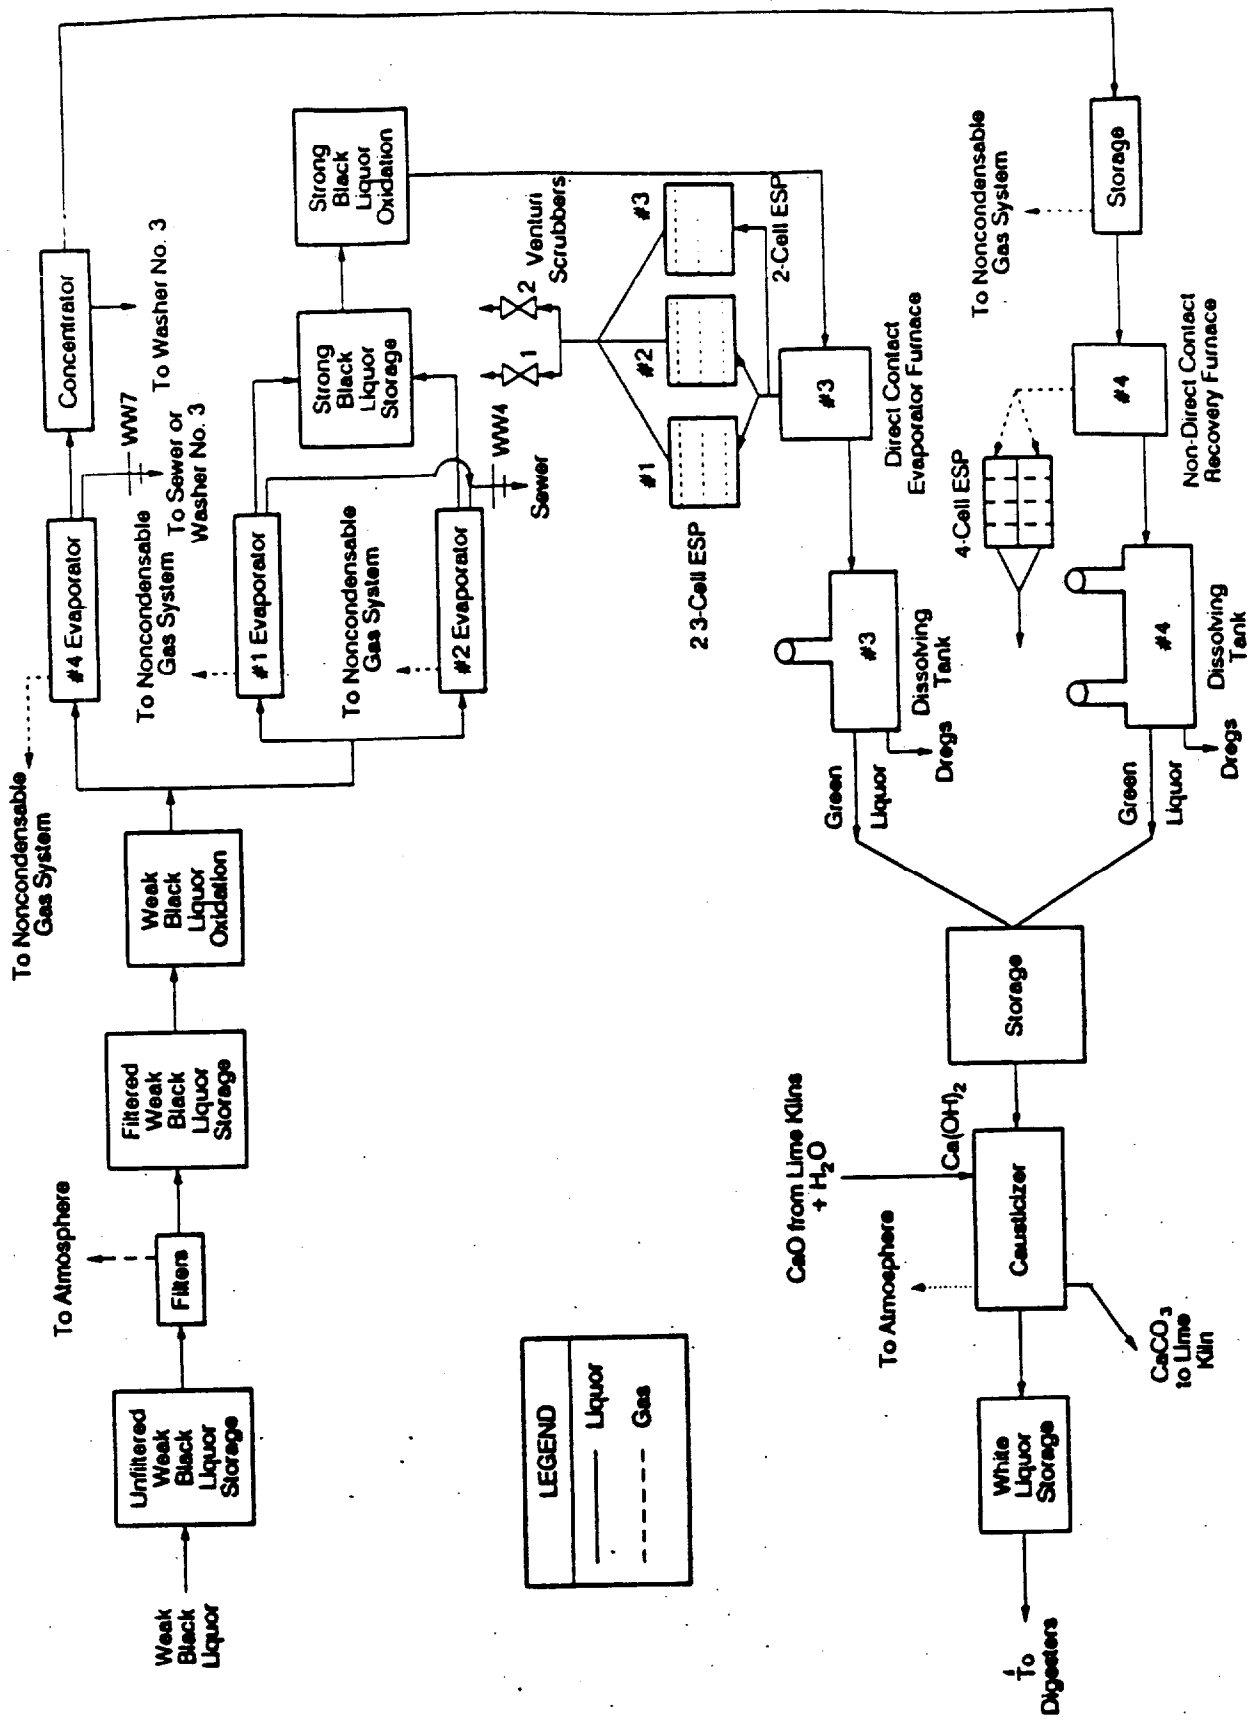 Weak
Black
Liquor
Unfiltered
Weak
Black
Liquor
Storage
To Atmosphere
Filters
Filtered
Weak
Black
Liquor
Storage
Weak
Black
Liquor
Oxidation
To Noncondensable
Gas System
#4 Evaporator
WW7
To Sewer or
Washer No. 3
Concentrator
To Washer No. 3
To Noncondensable
Gas System
#1 Evaporator
To Noncondensable
Gas System
#2 Evaporator
WW4
Sewer
Strong
Black
Liquor
Storage
Strong
Black
Liquor
Oxidation
1
2
Venturi
Scrubbers
#1
#2
#3
2 3-Cell ESP
2-Cell ESP
#3
Direct Contact
Evaporator Furnace
#3
Dissolving
Tank
Green
Liquor
Dregs
To Noncondensable
Gas System
Storage
#4
Non-Direct Contact
Recovery Furnace
4-Cell ESP
#4
Dissolving
Tank
Green
Liquor
Dregs
Storage
CaO from Lime Kilns
+ H₂O
Ca(OH)₂
To Atmosphere
Causticizer
CaCO₃
to Lime
Kiln
White
Liquor
Storage
To
Digesters
LEGEND
Liquor
Gas